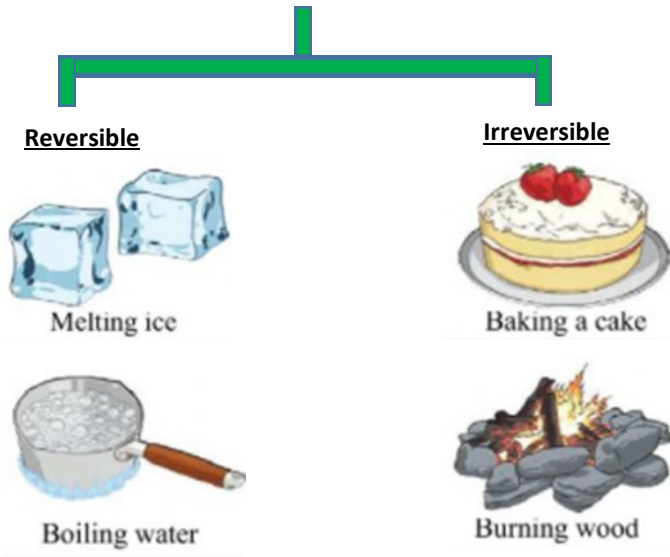 Reversible
Irreversible
Melting ice
Baking a cake
Boiling water
Burning wood